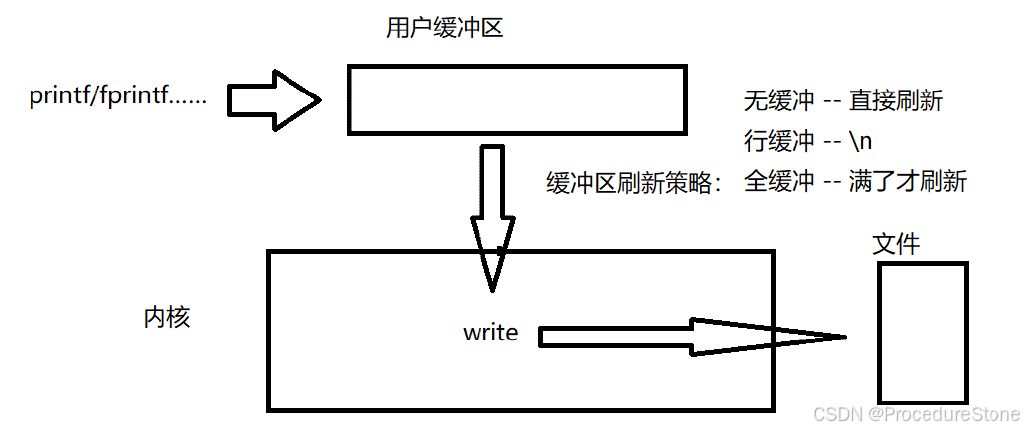 用户缓冲区
printf/fprintf......
无缓冲 -- 直接刷新
行缓冲 -- \n
缓冲区刷新策略： 全缓冲 -- 满了才刷新
文件
内核
write
CSDN @ProcedureStone